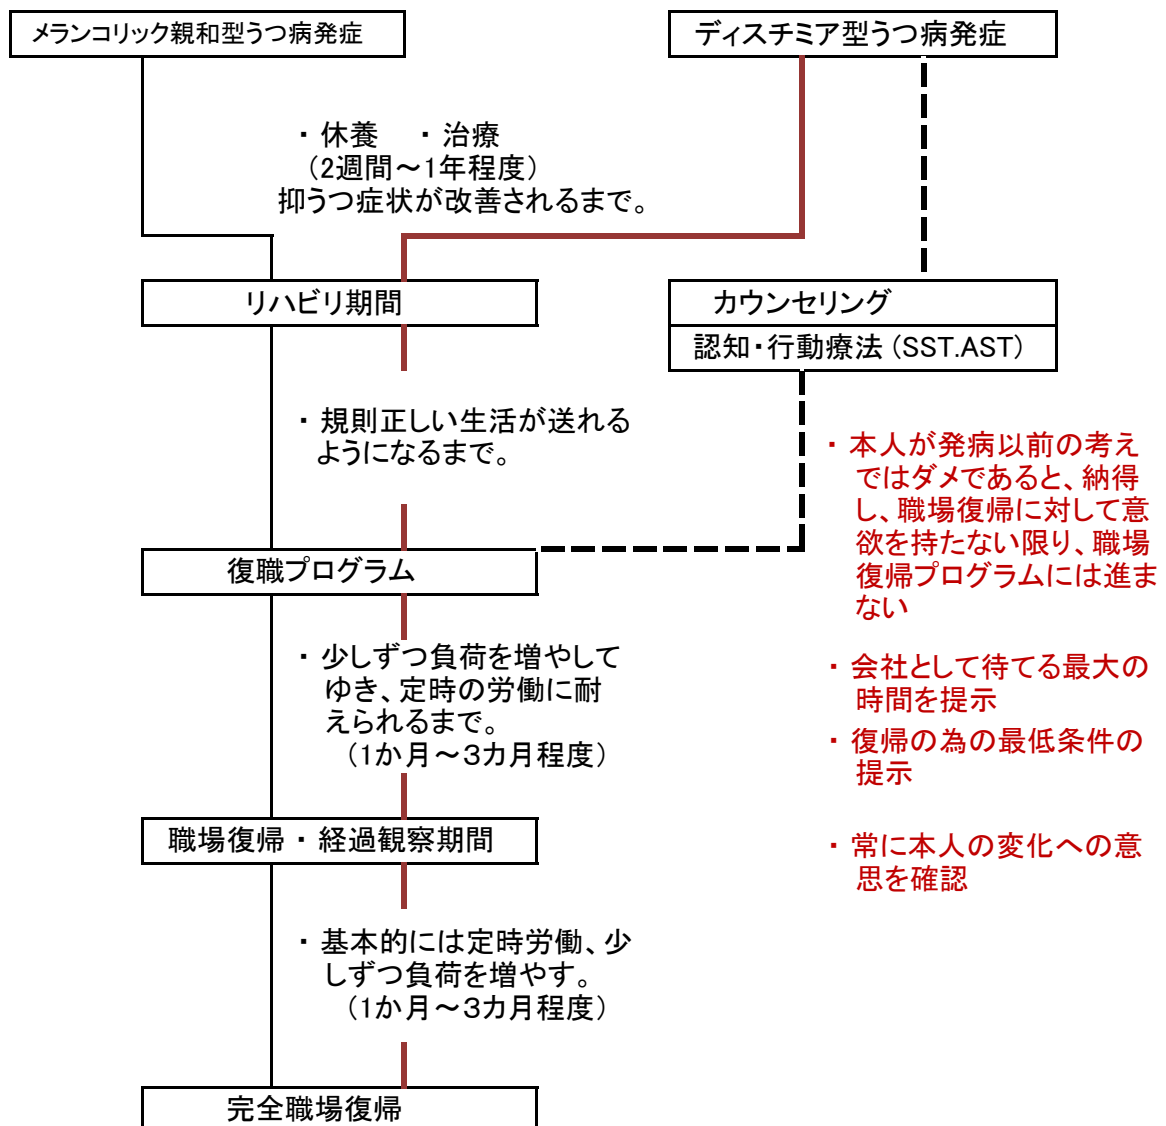 メランコリック親和型うつ病発症
ディスチミア型うつ病発症
・ 休養　・ 治療
（2週間～1年程度）
抑うつ症状が改善されるまで。
リハビリ期間
カウンセリング
認知・行動療法 (SST.AST)
・ 規則正しい生活が送れる
ようになるまで。
・ 本人が発病以前の考え
ではダメであると、納得
し、職場復帰に対して意
欲を持たない限り、職場
復帰プログラムには進ま
ない
復職プログラム
・ 少しずつ負荷を増やして
ゆき、定時の労働に耐
えられるまで。
（1か月～3カ月程度）
・ 会社として待てる最大の
時間を提示
・ 復帰の為の最低条件の
提示
職場復帰 ・ 経過観察期間
・ 常に本人の変化への意
思を確認
・ 基本的には定時労働、少
しずつ負荷を増やす。
（1か月～3カ月程度）
完全職場復帰